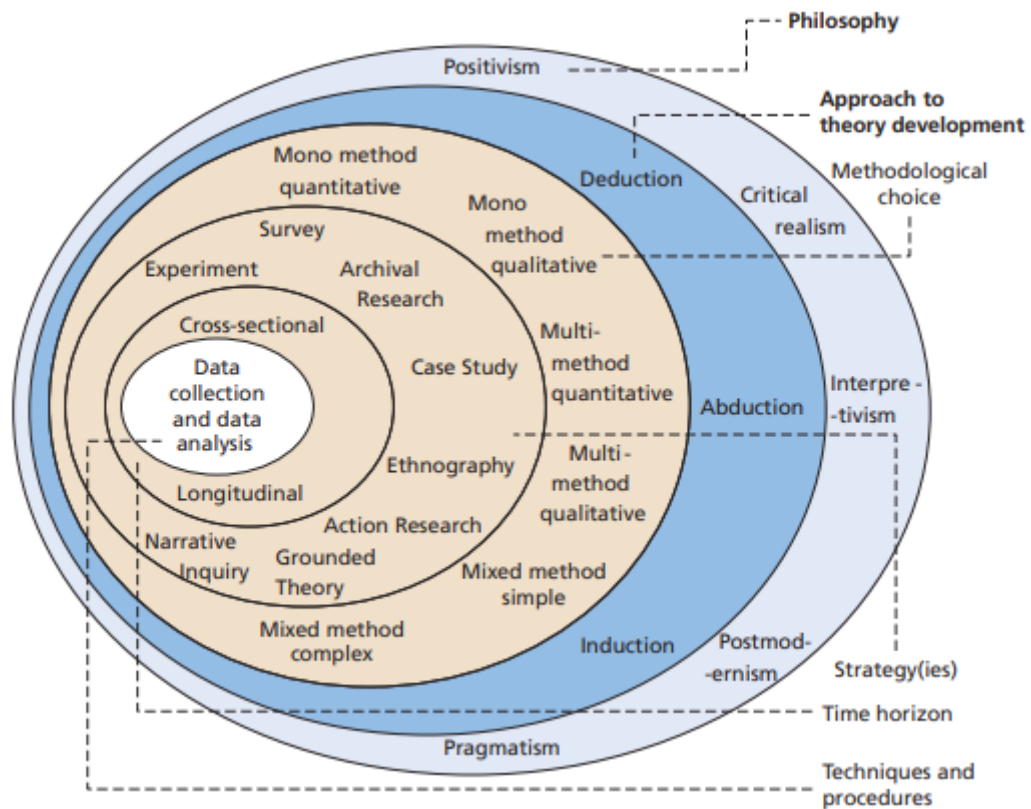 Philosophy
Positivism
Approach to
theory development
Mono method
quantitative
Deduction
Methodological
choice
Critical
realism
Mono
method
qualitative
Survey
Experiment
Archival
Research
Cross-sectional
Multi-
method
quantitative
Data
collection
and data
analysis
Case Study
Abduction
Interpre -
-tivism
Ethnography
Multi -
method
qualitative
Longitudinal
Action Research
Narrative
Inquiry
Grounded
Theory
Mixed method
simple
Mixed method
complex
Induction
Postmod-
-ernism
Strategy(ies)
Time horizon
Pragmatism
Techniques and
procedures